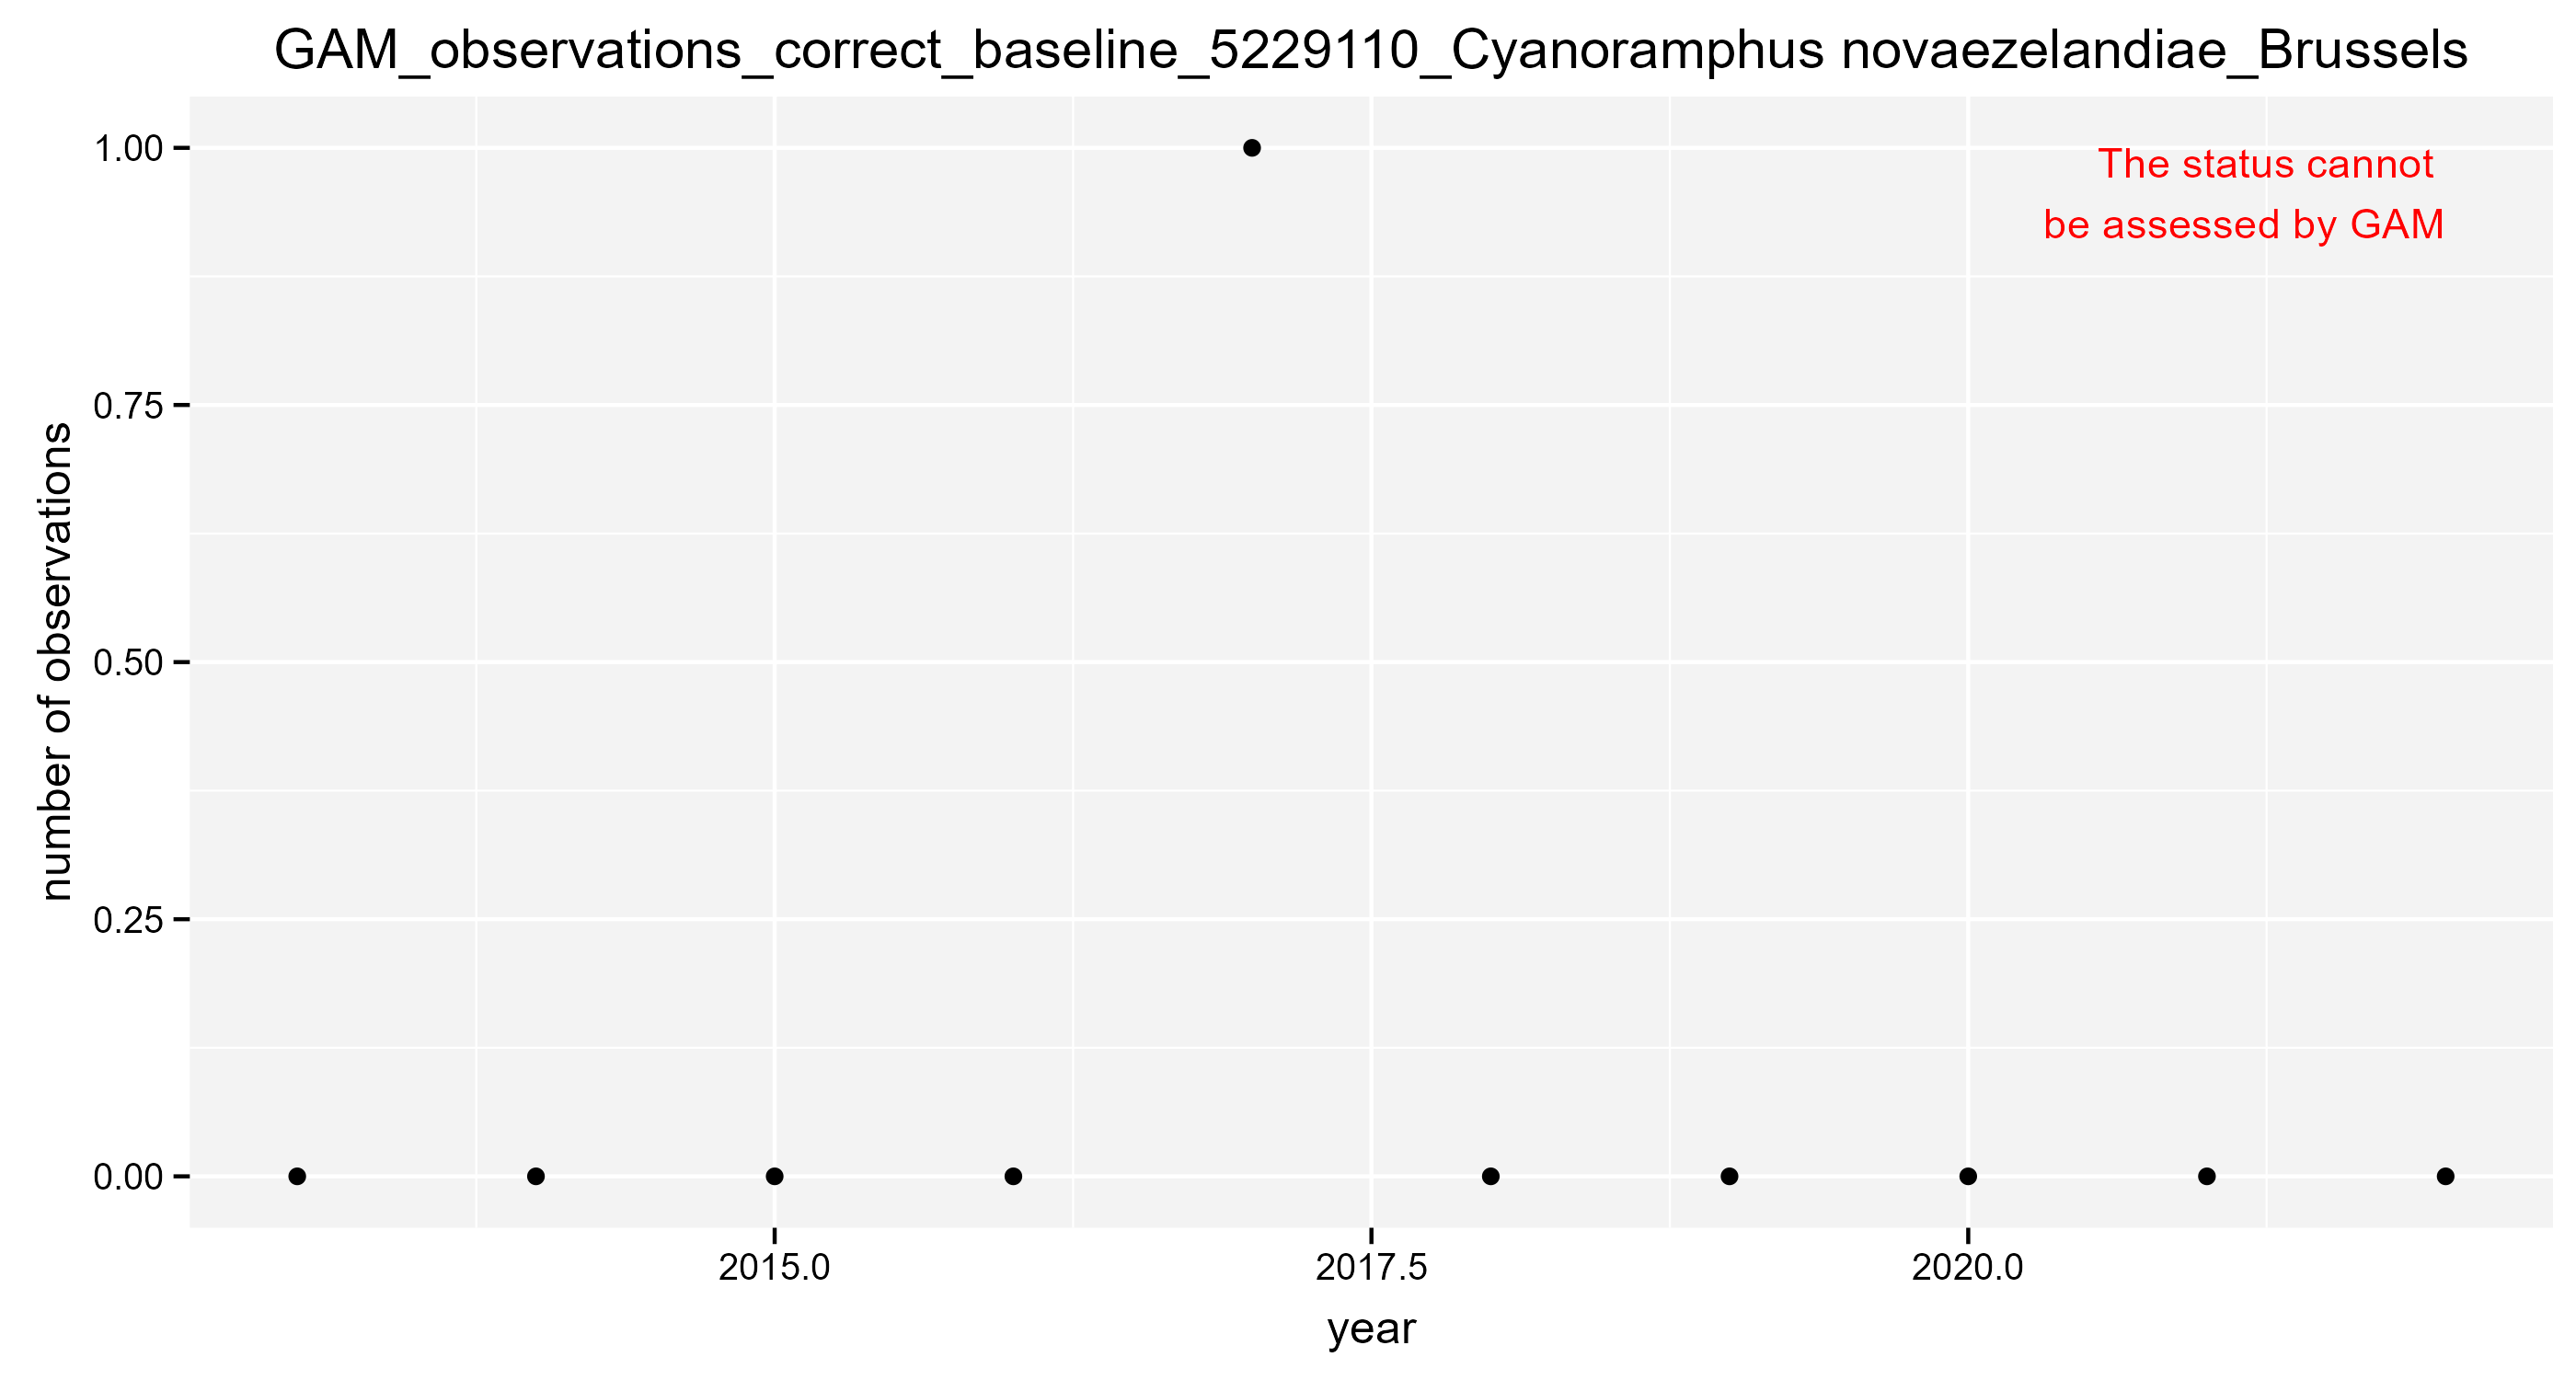 GAM_observations_correct_baseline_5229110_Cyanoramphus novaezelandiae_Brussels
The status cannot
be assessed by GAM
number of observations
1.00
0.75
0.50
0.25
0.00
2015.0
2017.5
2020.0
year